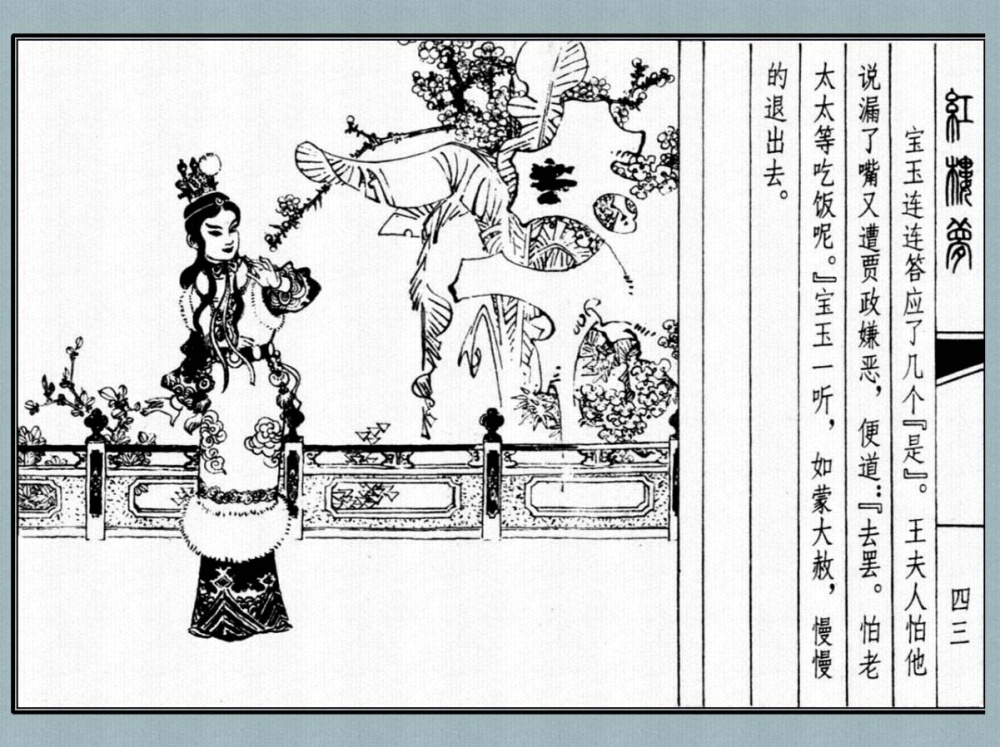 红楼梦
四三
宝玉连连答应了几个『是』。王夫人怕他
说漏了嘴又遭贾政嫌恶，便道：『去罢。怕老
太太等吃饭呢。』宝玉一听，如蒙大赦，慢慢
的退出去。